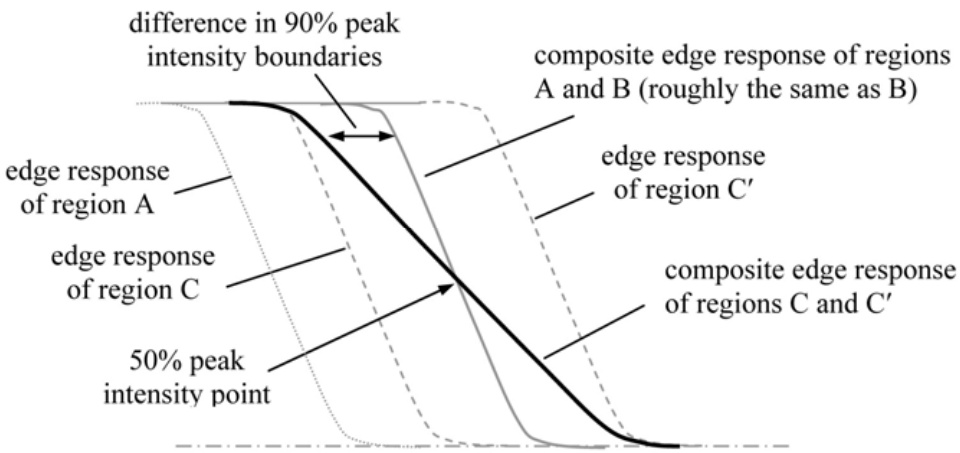 difference in 90% peak
intensity boundaries
composite edge response of regions
A and B (roughly the same as B)
edge response
of region A
edge response
of region C′
edge response
of region C
composite edge response
of regions C and C′
50% peak
intensity point